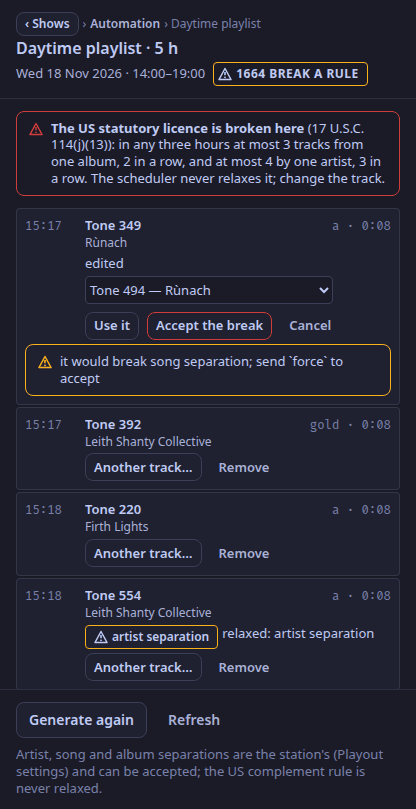 ‹ Shows › Automation › Daytime playlist
Daytime playlist · 5 h
Wed 18 Nov 2026 · 14:00–19:00 1664 BREAK A RULE
The US statutory licence is broken here (17 U.S.C.
114(j)(13)): in any three hours at most 3 tracks from
one album, 2 in a row, and at most 4 by one artist, 3 in
a row. The scheduler never relaxes it; change the track.
15:17 Tone 349 a · 0:08
Rùnach
edited
Tone 494 — Rùnach
Use it Accept the break Cancel
it would break song separation; send `force` to
accept
15:17 Tone 392 gold · 0:08
Leith Shanty Collective
Another track… Remove
15:18 Tone 220 a · 0:08
Firth Lights
Another track… Remove
15:18 Tone 554 a · 0:08
Leith Shanty Collective
artist separation relaxed: artist separation
Another track… Remove
Generate again Refresh
Artist, song and album separations are the station's (Playout
settings) and can be accepted; the US complement rule is
never relaxed.